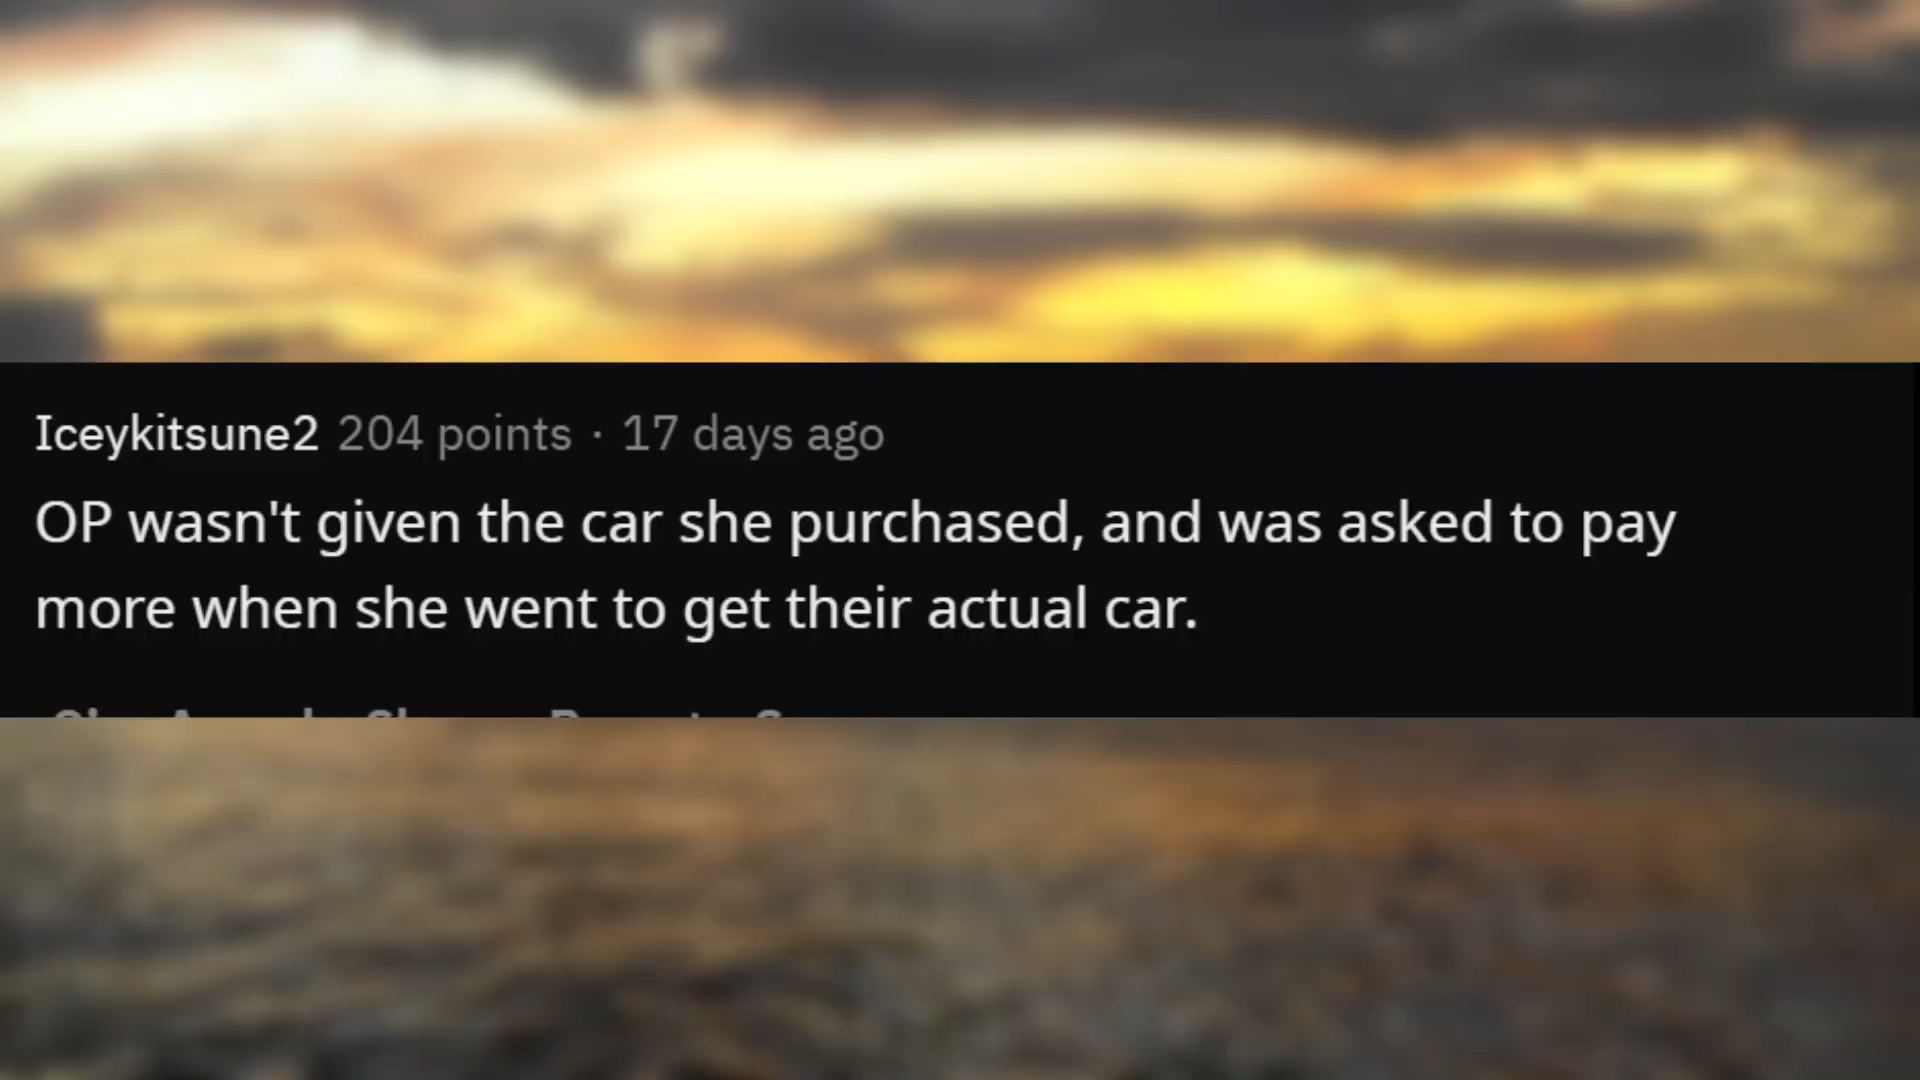 Iceykitsune2 204 points · 17 days ago
OP wasn't given the car she purchased, and was asked to pay
more when she went to get their actual car.